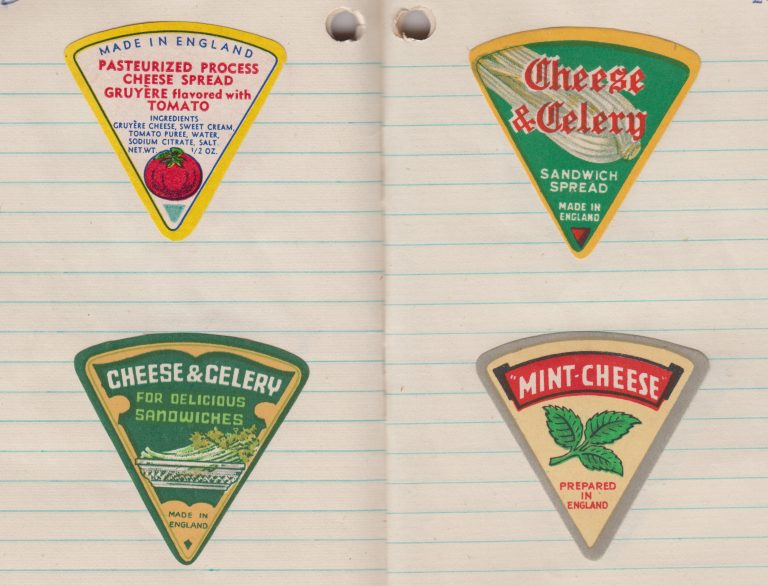 MADE IN ENGLAND
PASTEURIZED PROCESS
CHEESE SPREAD
GRUYÈRE flavored with
TOMATO
INGREDIENTS
GRUYÈRE CHEESE, SWEET CREAM,
TOMATO PUREE, WATER,
SODIUM CITRATE, SALT.
NET.WT. 1/2 OZ.
Cheese
& Celery
SANDWICH
SPREAD
MADE IN
ENGLAND
CHEESE & CELERY
FOR DELICIOUS
SANDWICHES
MADE IN
ENGLAND
"MINT-CHEESE"
PREPARED
IN
ENGLAND